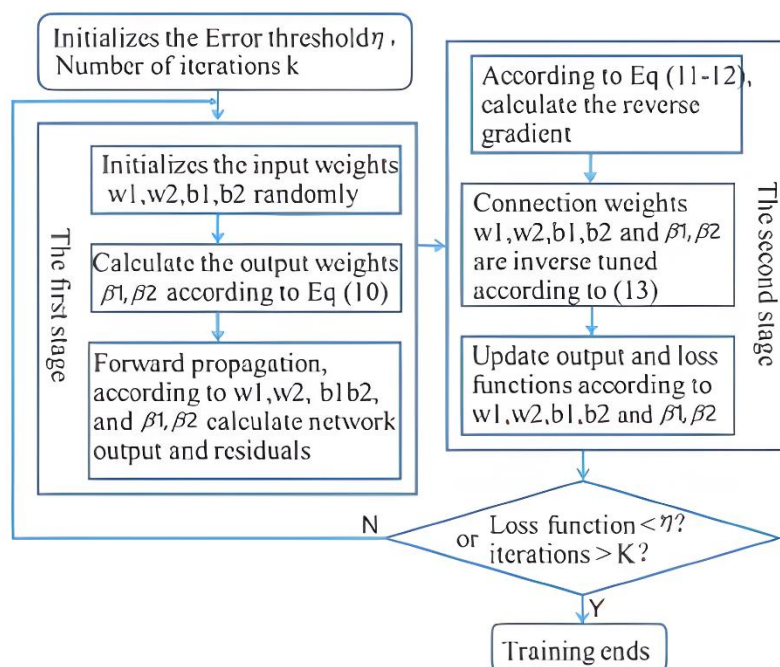 Initializes the Error threshold η ,
Number of iterations k
The first stage
Initializes the input weights
w1,w2,b1,b2 randomly
Calculate the output weights
β1,β2 according to Eq (10)
Forward propagation,
according to w1,w2, b1b2,
and β1,β2 calculate network
output and residuals
The second stage
According to Eq (11-12),
calculate the reverse
gradient
Connection weights
w1,w2,b1,b2 and β1,β2
are inverse tuned
according to (13)
Update output and loss
functions according to
w1,w2,b1,b2 and β1,β2
N
or Loss function < η?
iterations > K?
Y
Training ends